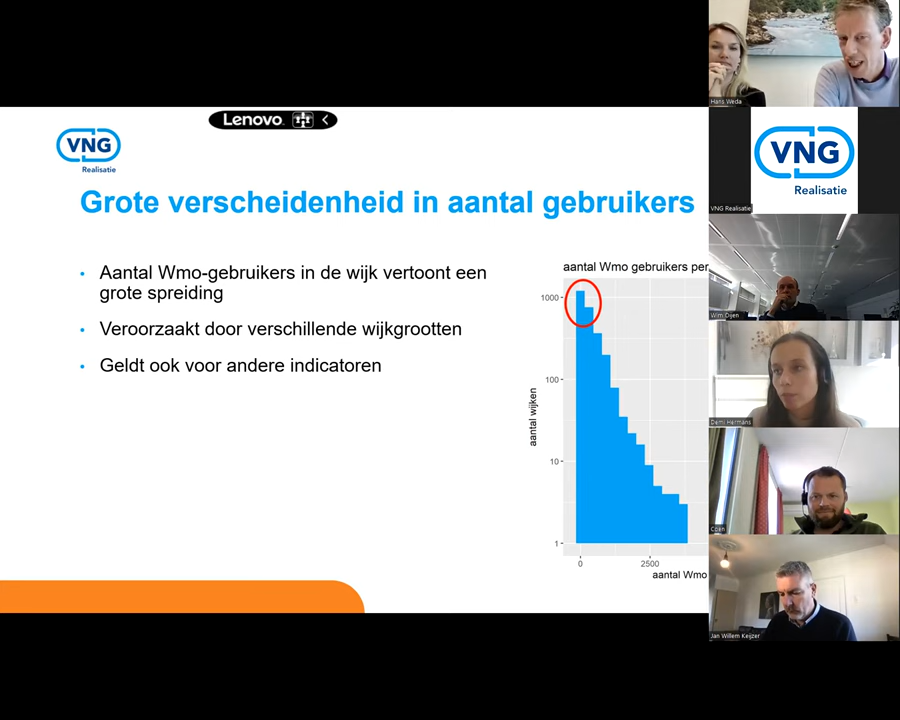 Lenovo
VNG
Realisatie
Grote verscheidenheid in aantal gebruikers
Aantal Wmo-gebruikers in de wijk vertoont een
grote spreiding
Veroorzaakt door verschillende wijkgrootten
Geldt ook voor andere indicatoren
aantal Wmo gebruikers per
1000
100
10
1
aantal wijken
0
2500
aantal Wmo
Hans Weda
VNG
Realisatie
VNG Realisatie
Wim Dijen
Demi Hermans
Coen
Jan Willem Keijzer